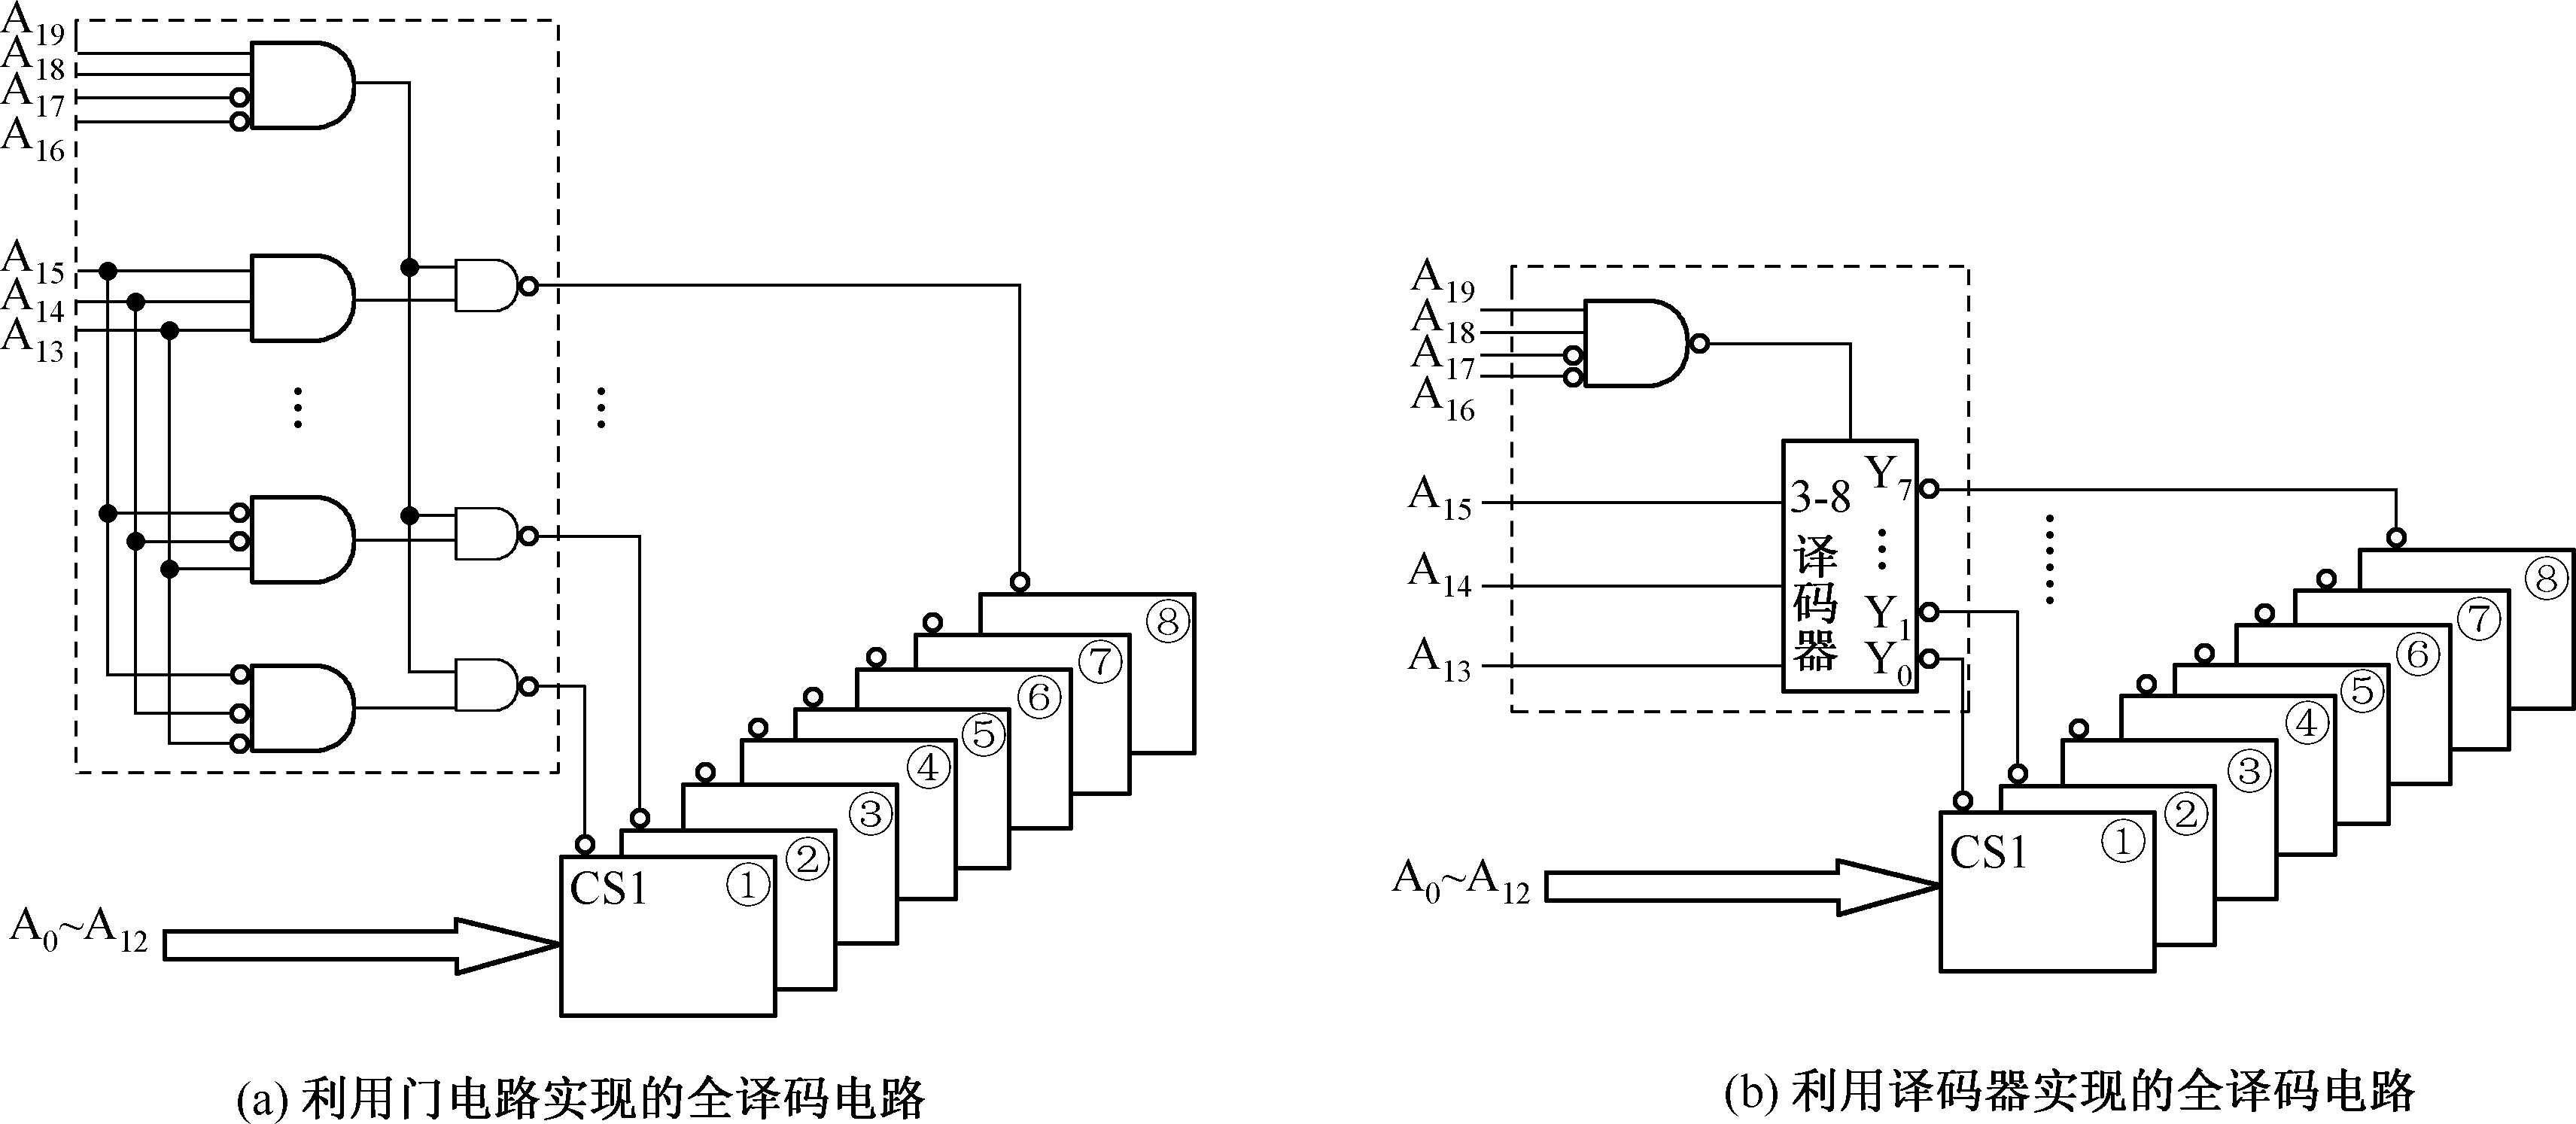 A19
A18
A17
A16
A15
A14
A13
⋮
⋮
⋮
CS1
①
②
③
④
⑤
⑥
⑦
⑧
A0~A12
(a) 利用门电路实现的全译码电路
A19
A18
A17
A16
A15
A14
A13
3-8
译
码
器
Y7
⋮
Y1
Y0
CS1
①
②
③
④
⑤
⑥
⑦
⑧
A0~A12
(b) 利用译码器实现的全译码电路